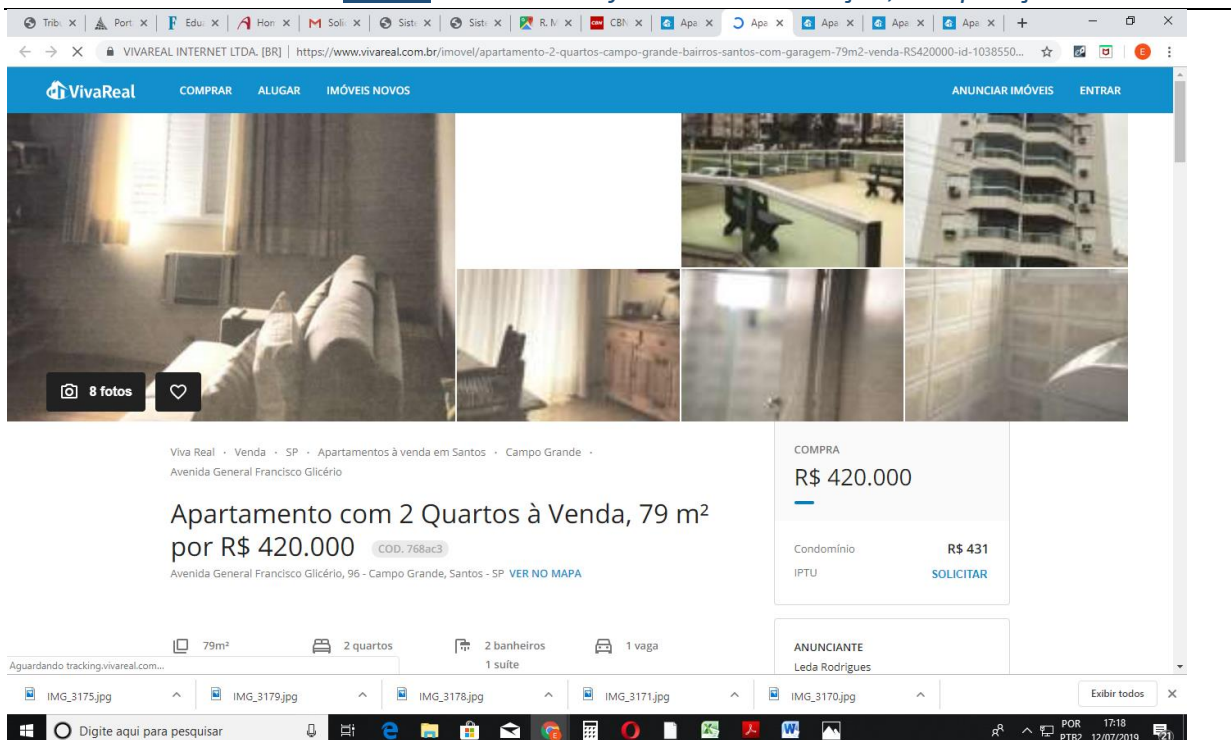 Tribu
Port
Edu
Hon
Soli
Siste
Siste
R. M
CBN
Apa
Apa
Apa
Apa
Apa
VIVAREAL INTERNET LTDA. [BR] | https://www.vivareal.com.br/imovel/apartamento-2-quartos-campo-grande-bairros-santos-com-garagem-79m2-venda-RS420000-id-1038550...
VivaReal COMPRAR ALUGAR IMÓVEIS NOVOS ANUNCIAR IMÓVEIS ENTRAR
8 fotos
Viva Real · Venda · SP · Apartamentos à venda em Santos · Campo Grande ·
Avenida General Francisco Glicério
Apartamento com 2 Quartos à Venda, 79 m²
por R$ 420.000 COD. 768ac3
Avenida General Francisco Glicério, 96 - Campo Grande, Santos - SP VER NO MAPA
79m² 2 quartos 2 banheiros 1 vaga
1 suíte
COMPRA
R$ 420.000
Condomínio R$ 431
IPTU SOLICITAR
ANUNCIANTE
Leda Rodrigues
Aguardando tracking.vivareal.com...
IMG_3175.jpg IMG_3179.jpg IMG_3178.jpg IMG_3171.jpg IMG_3170.jpg Exibir todos
Digite aqui para pesquisar
POR 17:18
PTB2 12/07/2019
21